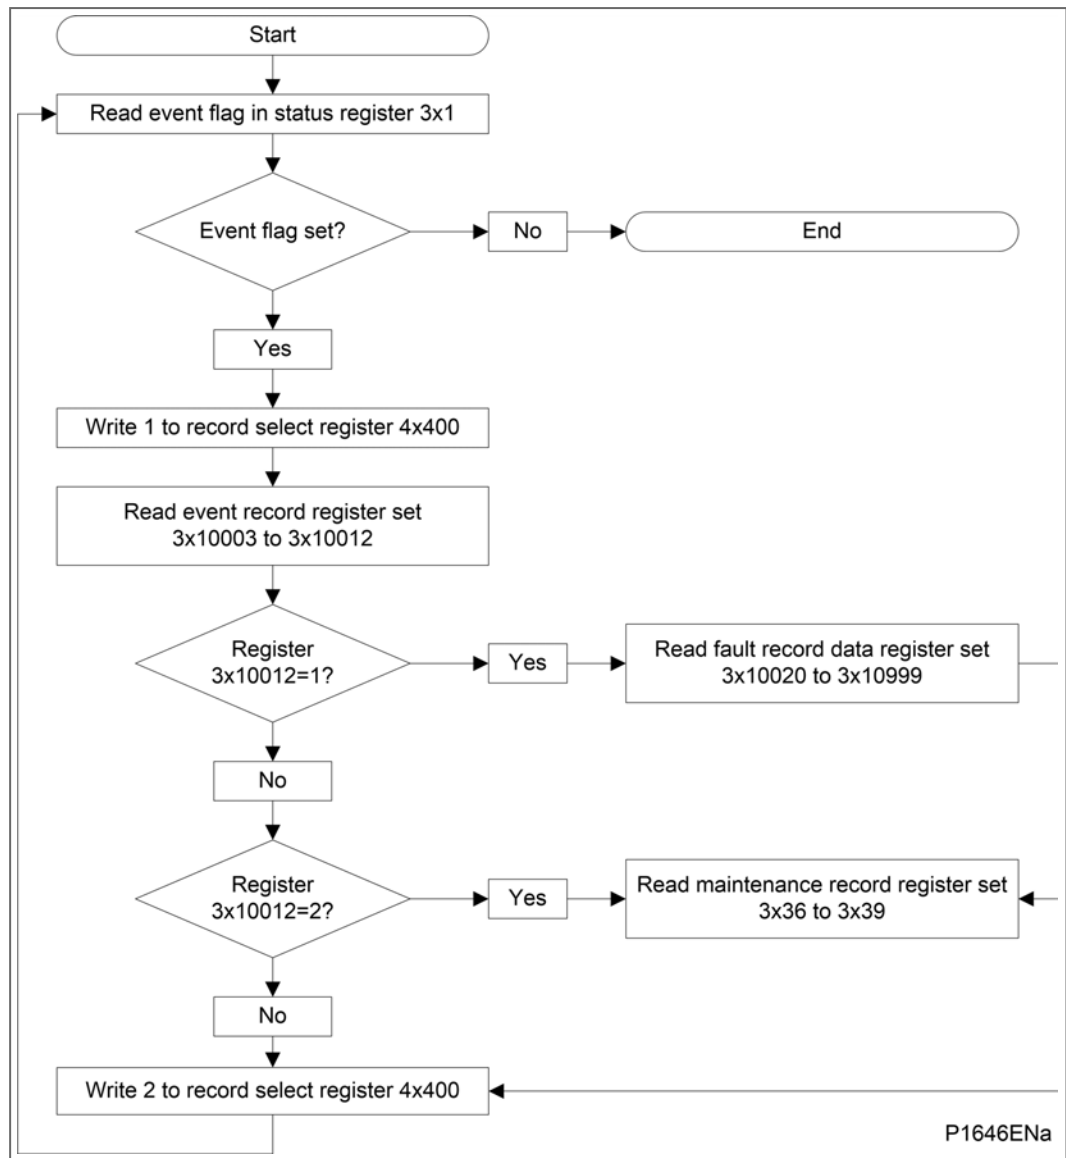 Start
Read event flag in status register 3x1
Event flag set?
No
End
Yes
Write 1 to record select register 4x400
Read event record register set
3x10003 to 3x10012
Register
3x10012=1?
Yes
Read fault record data register set
3x10020 to 3x10999
No
Register
3x10012=2?
Yes
Read maintenance record register set
3x36 to 3x39
No
Write 2 to record select register 4x400
P1646ENa